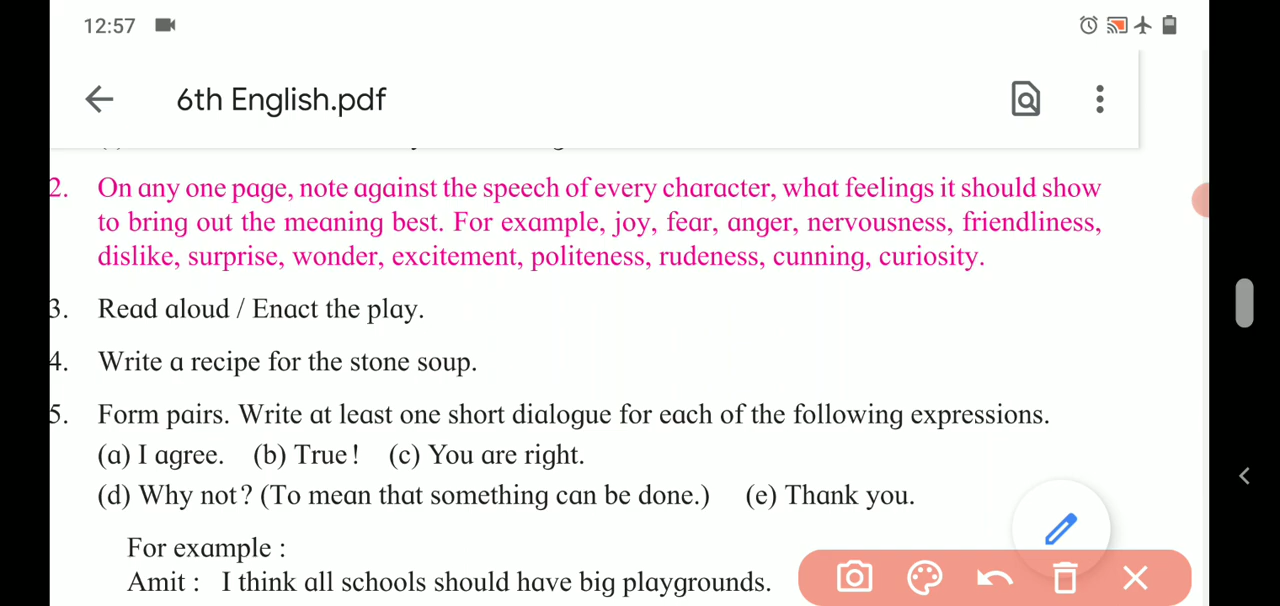 12:57
6th English.pdf
2. On any one page, note against the speech of every character, what feelings it should show
to bring out the meaning best. For example, joy, fear, anger, nervousness, friendliness,
dislike, surprise, wonder, excitement, politeness, rudeness, cunning, curiosity.
3. Read aloud / Enact the play.
4. Write a recipe for the stone soup.
5. Form pairs. Write at least one short dialogue for each of the following expressions.
(a) I agree. (b) True! (c) You are right.
(d) Why not? (To mean that something can be done.) (e) Thank you.
For example :
Amit : I think all schools should have big playgrounds.